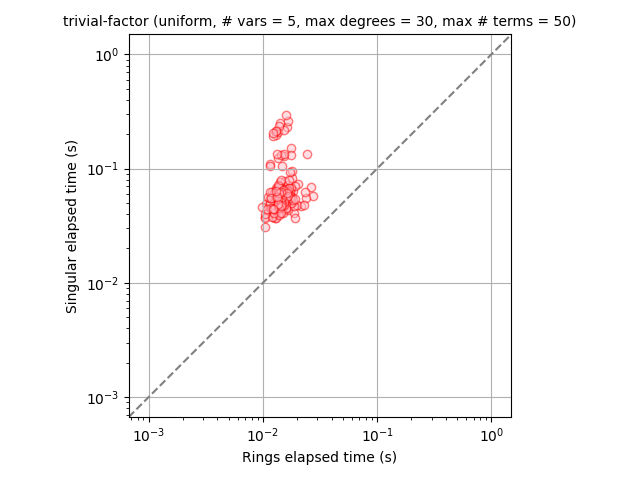 trivial-factor (uniform, # vars = 5, max degrees = 30, max # terms = 50)
Singular elapsed time (s)
10^0
10^-1
10^-2
10^-3
10^-3
10^-2
10^-1
10^0
Rings elapsed time (s)